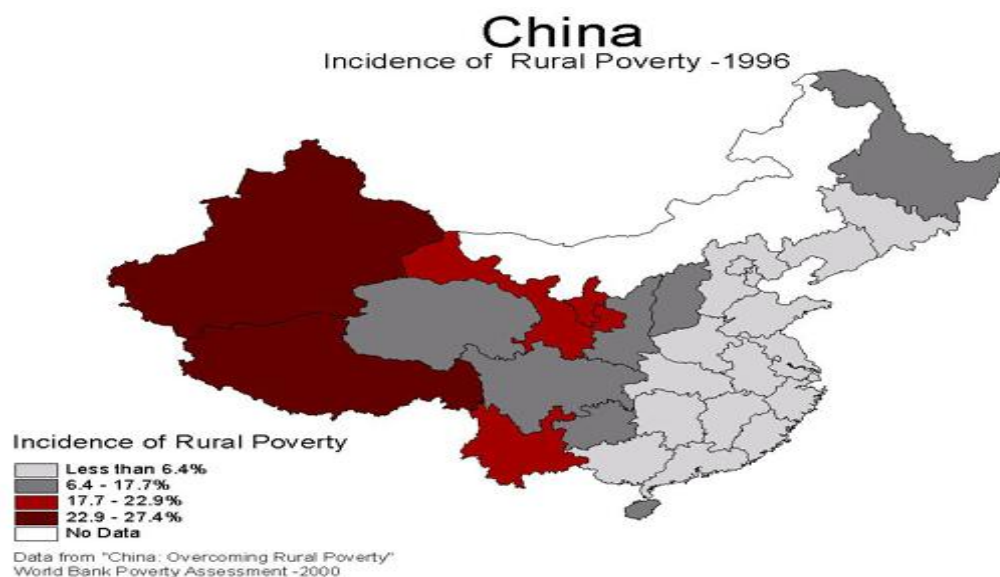 China
Incidence of Rural Poverty -1996
Incidence of Rural Poverty
Less than 6.4%
6.4 - 17.7%
17.7 - 22.9%
22.9 - 27.4%
No Data
Data from "China: Overcoming Rural Poverty"
World Bank Poverty Assessment -2000